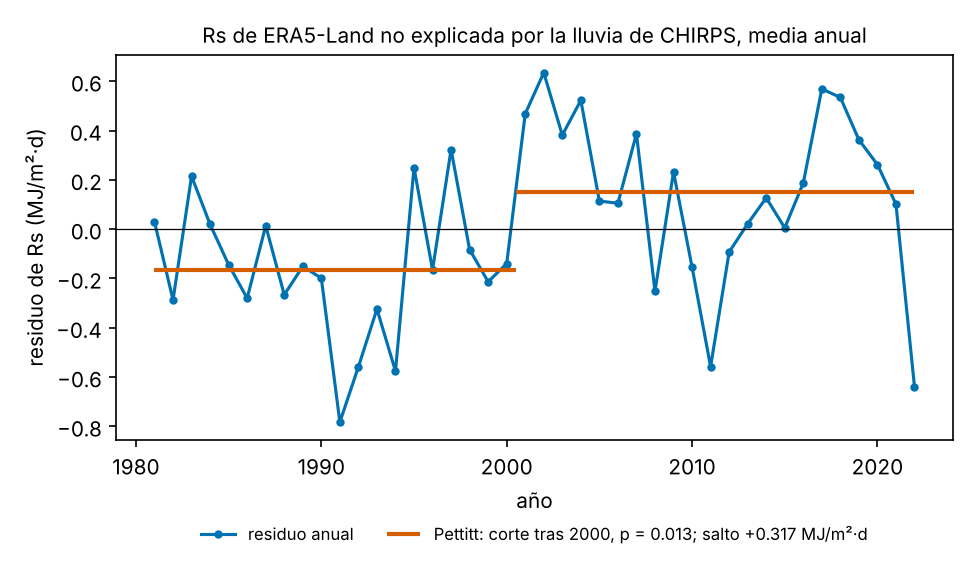 Rs de ERA5-Land no explicada por la lluvia de CHIRPS, media anual
residuo de Rs (MJ/m²·d)
0.6
0.4
0.2
0.0
−0.2
−0.4
−0.6
−0.8
1980 1990 2000 2010 2020
año
residuo anual Pettitt: corte tras 2000, p = 0.013; salto +0.317 MJ/m²·d